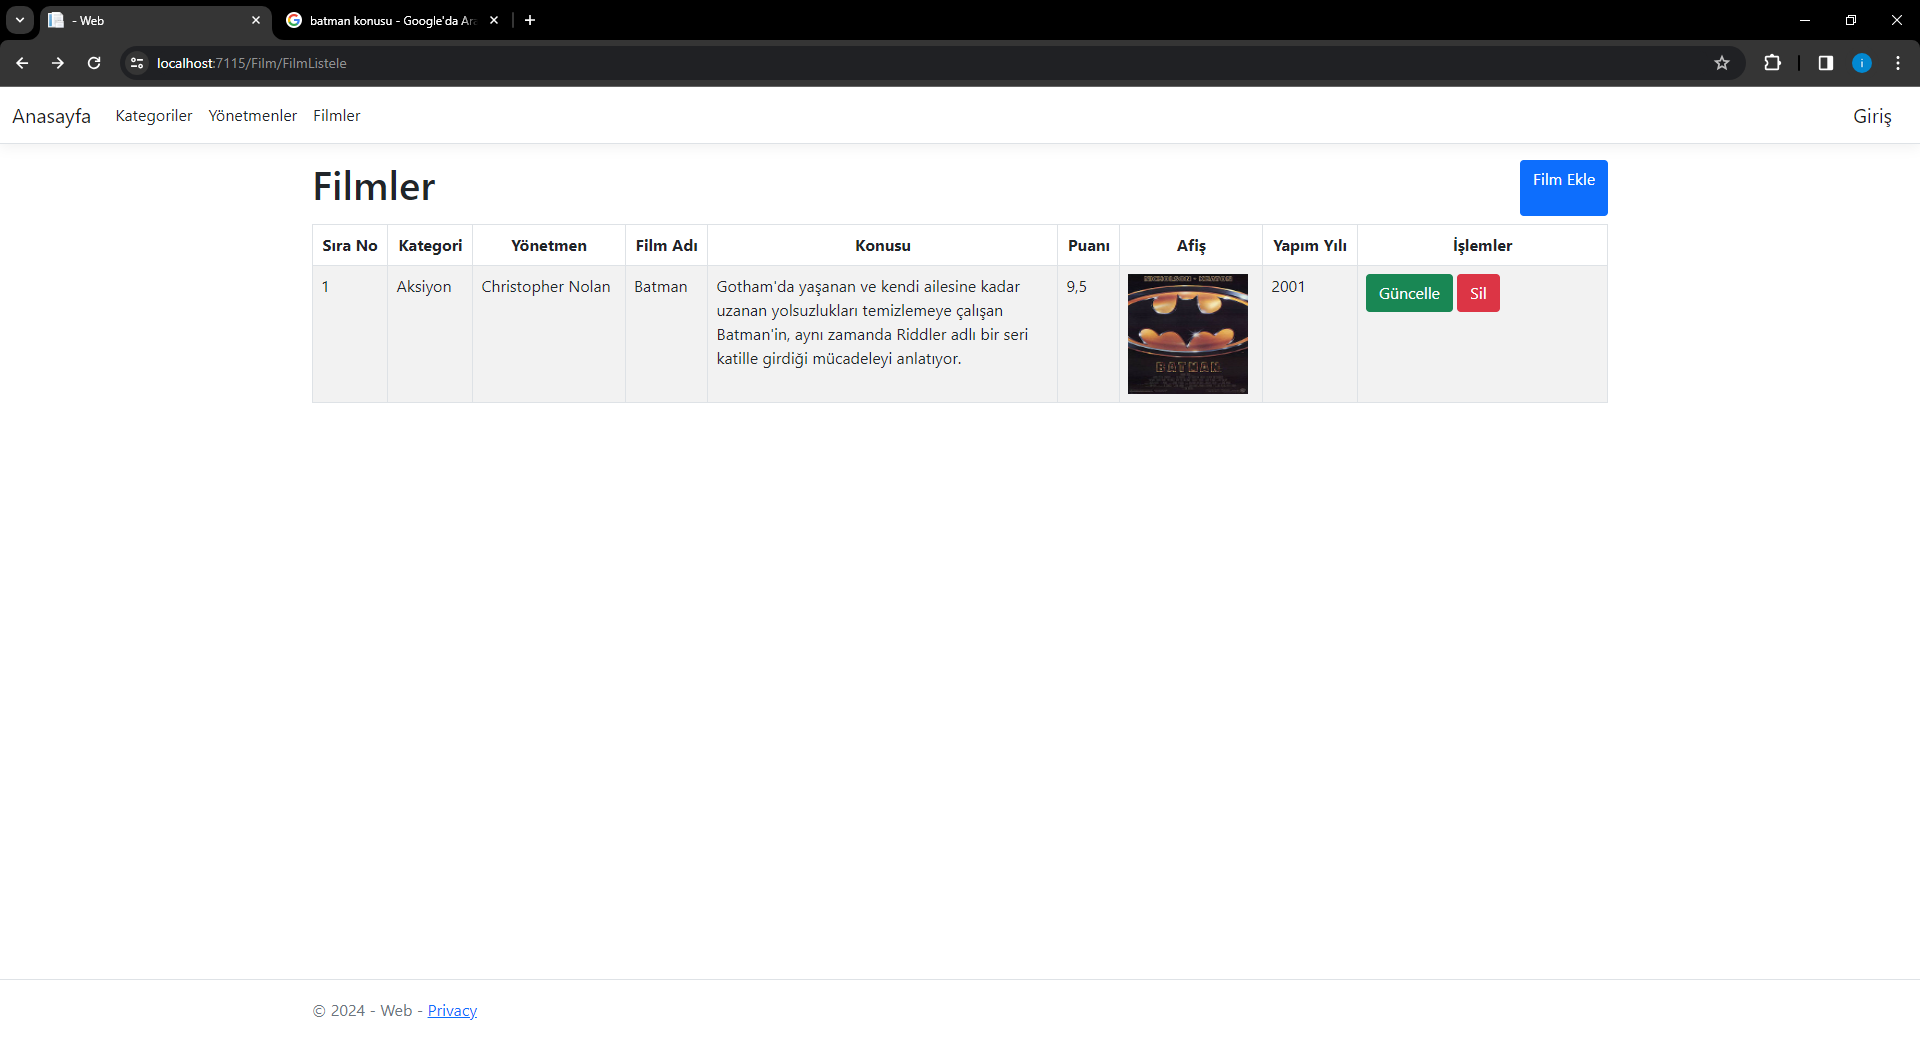 - Web
batman konusu - Google'da Ara
localhost:7115/Film/FilmListele
i
Anasayfa Kategoriler Yönetmenler Filmler Giriş
Filmler
Film Ekle
Sıra No Kategori Yönetmen Film Adı Konusu Puanı Afiş Yapım Yılı İşlemler
1 Aksiyon Christopher Nolan Batman
Gotham'da yaşanan ve kendi ailesine kadar
uzanan yolsuzlukları temizlemeye çalışan
Batman'in, aynı zamanda Riddler adlı bir seri
katille girdiği mücadeleyi anlatıyor.
9,5
NICHOLSON KEATON
BATMAN
2001
Güncelle Sil
© 2024 - Web - Privacy